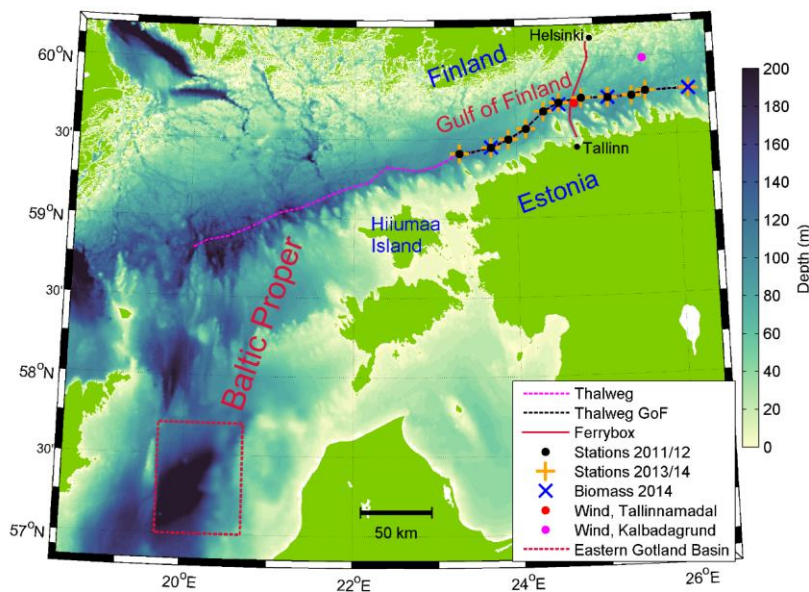 60°N
30'
59°N
30'
58°N
30'
57°N
20°E
22°E
24°E
26°E
Helsinki
Finland
Gulf of Finland
Tallinn
Estonia
Hiiumaa
Island
Baltic Proper
50 km
Thalweg
Thalweg GoF
Ferrybox
Stations 2011/12
Stations 2013/14
Biomass 2014
Wind, Tallinnamadal
Wind, Kalbadagrund
Eastern Gotland Basin
200
180
160
140
120
100
80
60
40
20
0
Depth (m)